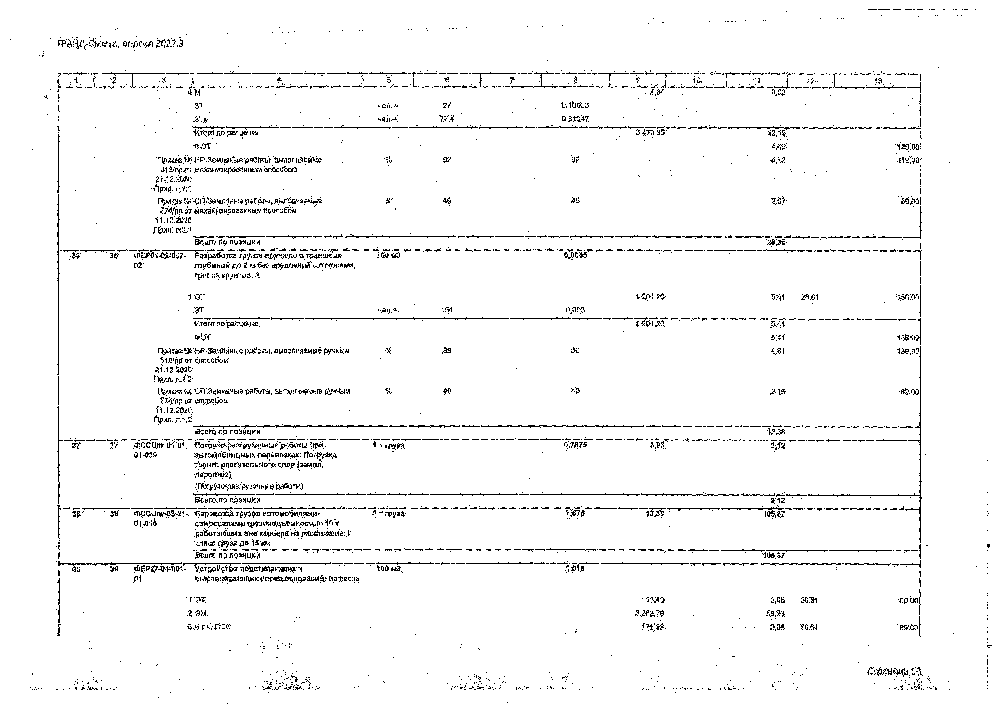 ГРАНД-Смета, версия 2022.3
1 2 3 4 5 6 7 8 9 10 11 12 13
4 М 4,34 0,02
ЗТ чел.-ч 27 0,10935
ЗТм чел.-ч 77,4 0,31347
Итого по расценке 5 470,35 22,15
ФОТ 4,49 129,00
Приказ № НР Земляные работы, выполняемые % 92 92 4,13 119,00
812/пр от механизированным способом
21.12.2020
Прил. п.1.1
Приказ № СП Земляные работы, выполняемые % 46 46 2,07 59,00
774/пр от механизированным способом
11.12.2020
Прил. п.1.1
Всего по позиции 28,35
36 36 ФЕР01-02-057- Разработка грунта вручную в траншеях 100 м3 0,0045
02 глубиной до 2 м без креплений с откосами,
группа грунтов: 2
1 ОТ 1 201,20 5,41 28,81 156,00
ЗТ чел.-ч 154 0,693
Итого по расценке 1 201,20 5,41
ФОТ 5,41 156,00
Приказ № НР Земляные работы, выполняемые ручным % 89 89 4,81 139,00
812/пр от способом
21.12.2020
Прил. п.1.2
Приказ № СП Земляные работы, выполняемые ручным % 40 40 2,16 62,00
774/пр от способом
11.12.2020
Прил. п.1.2
Всего по позиции 12,38
37 37 ФССЦпг-01-01- Погрузо-разгрузочные работы при 1 т груза 0,7875 3,96 3,12
01-039 автомобильных перевозках: Погрузка
грунта растительного слоя (земля,
перегной)
(Погрузо-разгрузочные работы)
Всего по позиции 3,12
38 38 ФССЦпг-03-21- Перевозка грузов автомобилями- 1 т груза 7,875 13,38 105,37
01-015 самосвалами грузоподъемностью 10 т
работающих вне карьера на расстояние: I
класс груза до 15 км
Всего по позиции 105,37
39 39 ФЕР27-04-001- Устройство подстилающих и 100 м3 0,018
01 выравнивающих слоев оснований: из песка
1 ОТ 115,49 2,08 28,81 60,00
2 ЭМ 3 262,79 58,73
3 в т.ч. ОТм 171,22 3,08 28,81 89,00
Страница 13